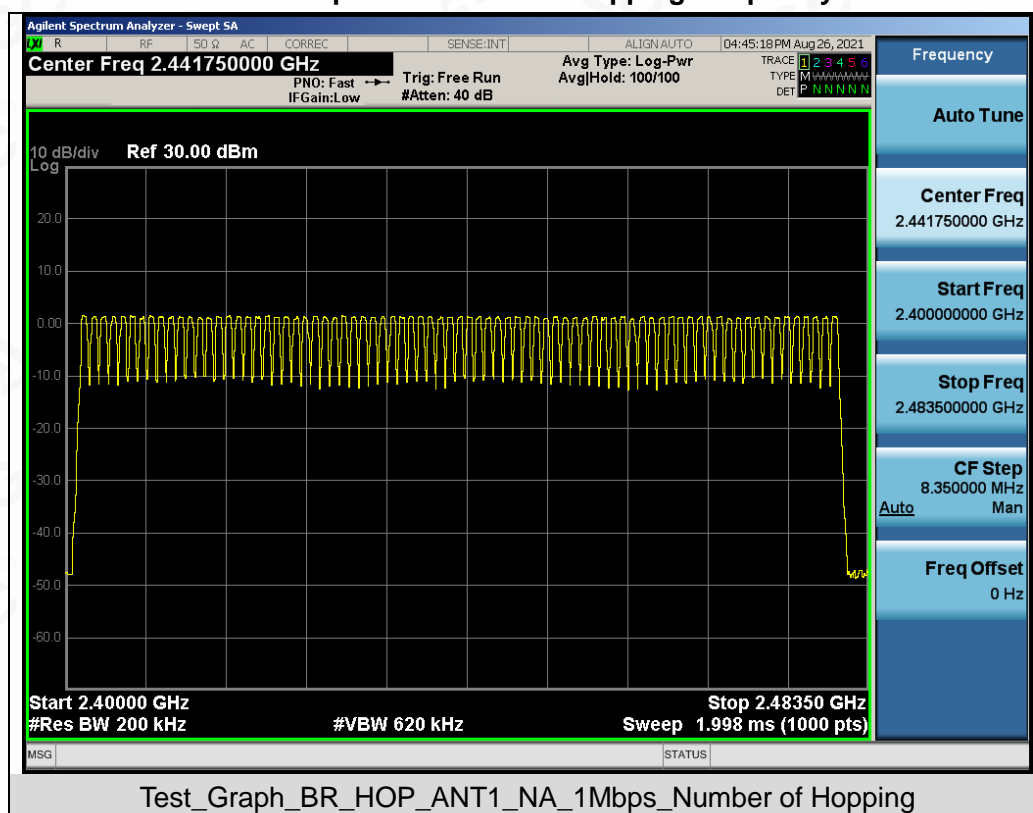 Agilent Spectrum Analyzer - Swept SA
LXI R RF 50 Ω AC CORREC SENSE:INT ALIGN AUTO 04:45:18 PM Aug 26, 2021
Center Freq 2.441750000 GHz
PNO: Fast
IFGain:Low
Trig: Free Run
#Atten: 40 dB
Avg Type: Log-Pwr
Avg|Hold: 100/100
TRACE 1 2 3 4 5 6
TYPE M
DET P N N N N N
10 dB/div Ref 30.00 dBm
Log
20.0
10.0
0.00
-10.0
-20.0
-30.0
-40.0
-50.0
-60.0
Start 2.40000 GHz Stop 2.48350 GHz
#Res BW 200 kHz #VBW 620 kHz Sweep 1.998 ms (1000 pts)
MSG STATUS
Frequency
Auto Tune
Center Freq
2.441750000 GHz
Start Freq
2.400000000 GHz
Stop Freq
2.483500000 GHz
CF Step
8.350000 MHz
Auto Man
Freq Offset
0 Hz
Test_Graph_BR_HOP_ANT1_NA_1Mbps_Number of Hopping